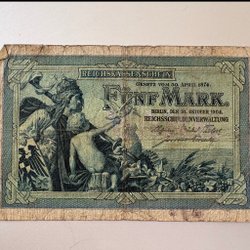 REICHSKASSENSCHEIN
GESETZ VOM 30. APRIL 1874.
FÜNF MARK.
BERLIN, DEN 31. OKTOBER 1904.
REICHSSCHULDENVERWALTUNG